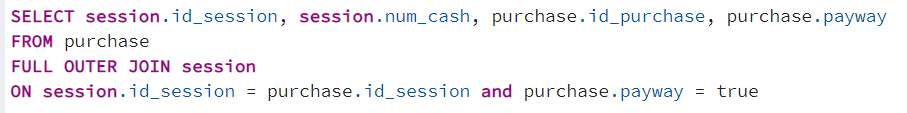 SELECT session.id_session, session.num_cash, purchase.id_purchase, purchase.payway
FROM purchase
FULL OUTER JOIN session
ON session.id_session = purchase.id_session and purchase.payway = true